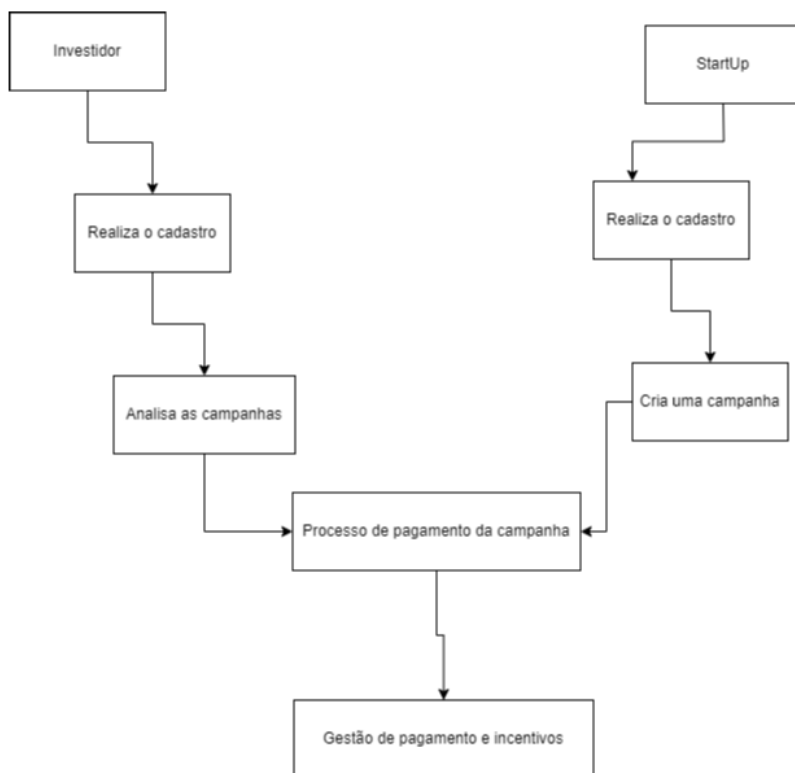 Investidor
StartUp
Realiza o cadastro
Realiza o cadastro
Analisa as campanhas
Cria uma campanha
Processo de pagamento da campanha
Gestão de pagamento e incentivos